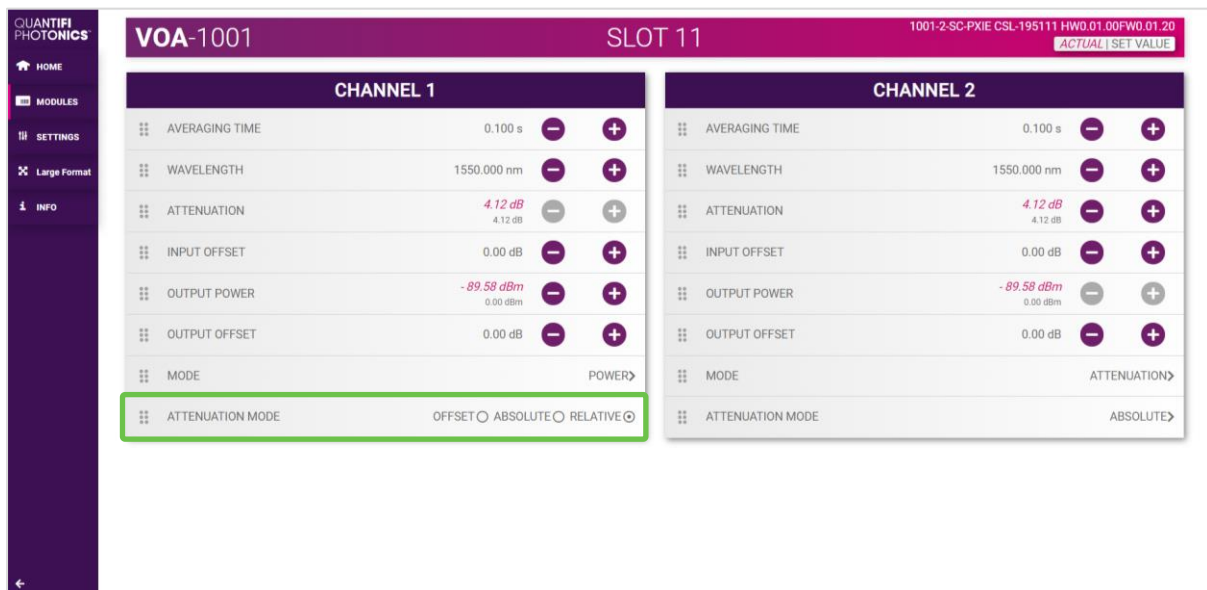 QUANTIFI
PHOTONICS
HOME
MODULES
SETTINGS
Large Format
INFO
VOA-1001
SLOT 11
1001-2-SC-PXIE CSL-195111 HW0.01.00FW0.01.20
ACTUAL | SET VALUE
CHANNEL 1
AVERAGING TIME 0.100 s
WAVELENGTH 1550.000 nm
ATTENUATION 4.12 dB
4.12 dB
INPUT OFFSET 0.00 dB
OUTPUT POWER - 89.58 dBm
0.00 dBm
OUTPUT OFFSET 0.00 dB
MODE POWER
ATTENUATION MODE OFFSET ABSOLUTE RELATIVE
CHANNEL 2
AVERAGING TIME 0.100 s
WAVELENGTH 1550.000 nm
ATTENUATION 4.12 dB
4.12 dB
INPUT OFFSET 0.00 dB
OUTPUT POWER - 89.58 dBm
0.00 dBm
OUTPUT OFFSET 0.00 dB
MODE ATTENUATION
ATTENUATION MODE ABSOLUTE